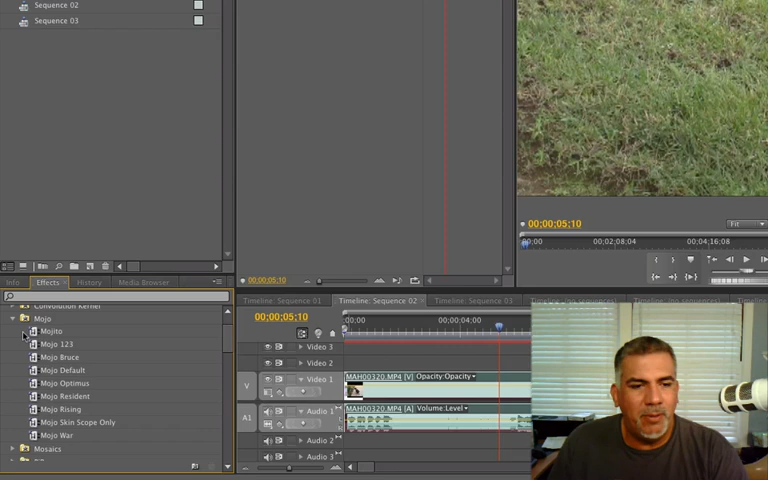 Sequence 02
Sequence 03
00;00;05;10
Fit
00;00
00;02;08;04
00;04;16;08
00;00;05;10
Info
Effects
History
Media Browser
Convolution Kernel
Mojo
Mojito
Mojo 123
Mojo Bruce
Mojo Default
Mojo Optimus
Mojo Resident
Mojo Rising
Mojo Skin Scope Only
Mojo War
Mosaics
Timeline: Sequence 01
Timeline: Sequence 02
Timeline: Sequence 03
Timeline: (no sequences)
Timeline: (no sequences)
00;00;05;10
;00;00
00;00;04;00
Video 3
Video 2
V
Video 1
MAH00320.MP4 [V] Opacity:Opacity
A1
Audio 1
MAH00320.MP4 [A] Volume:Level
Audio 2
Audio 3